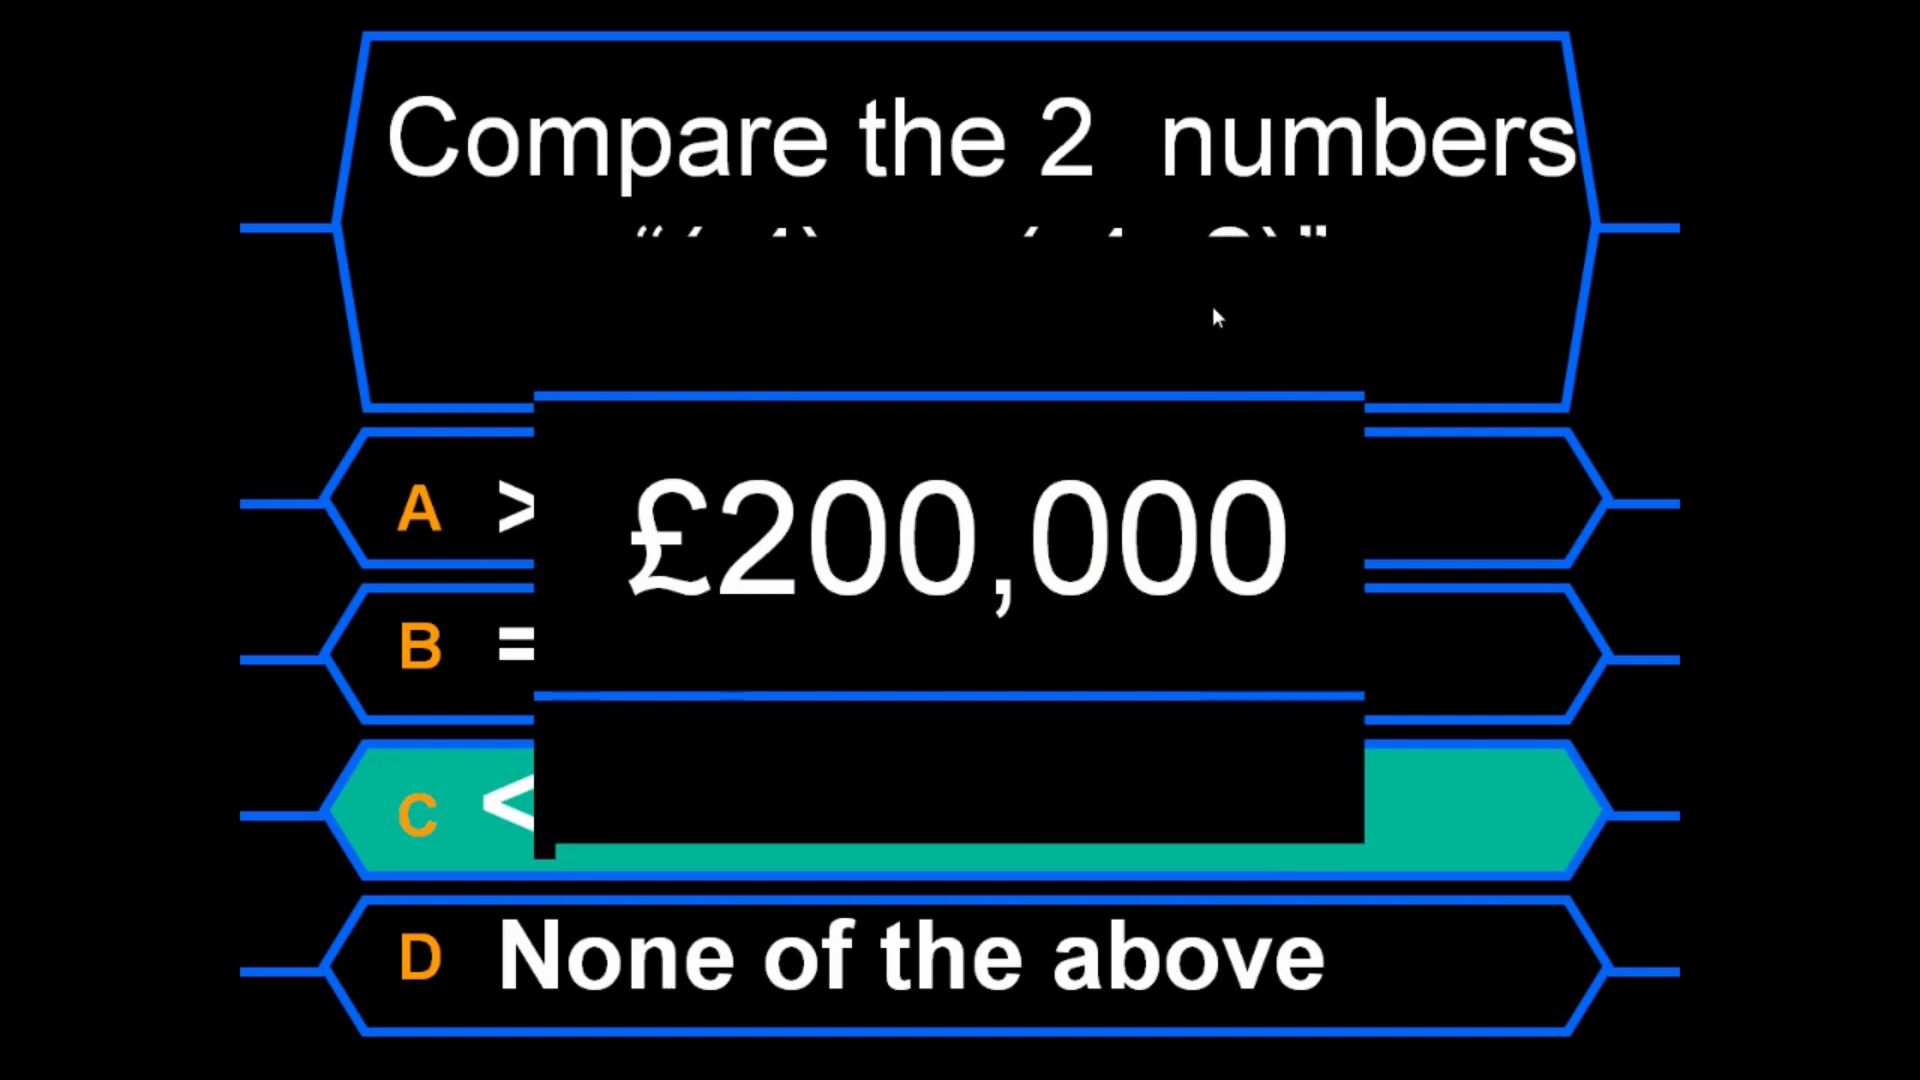 Compare the 2 numbers
A >
£200,000
B =
C <
D None of the above